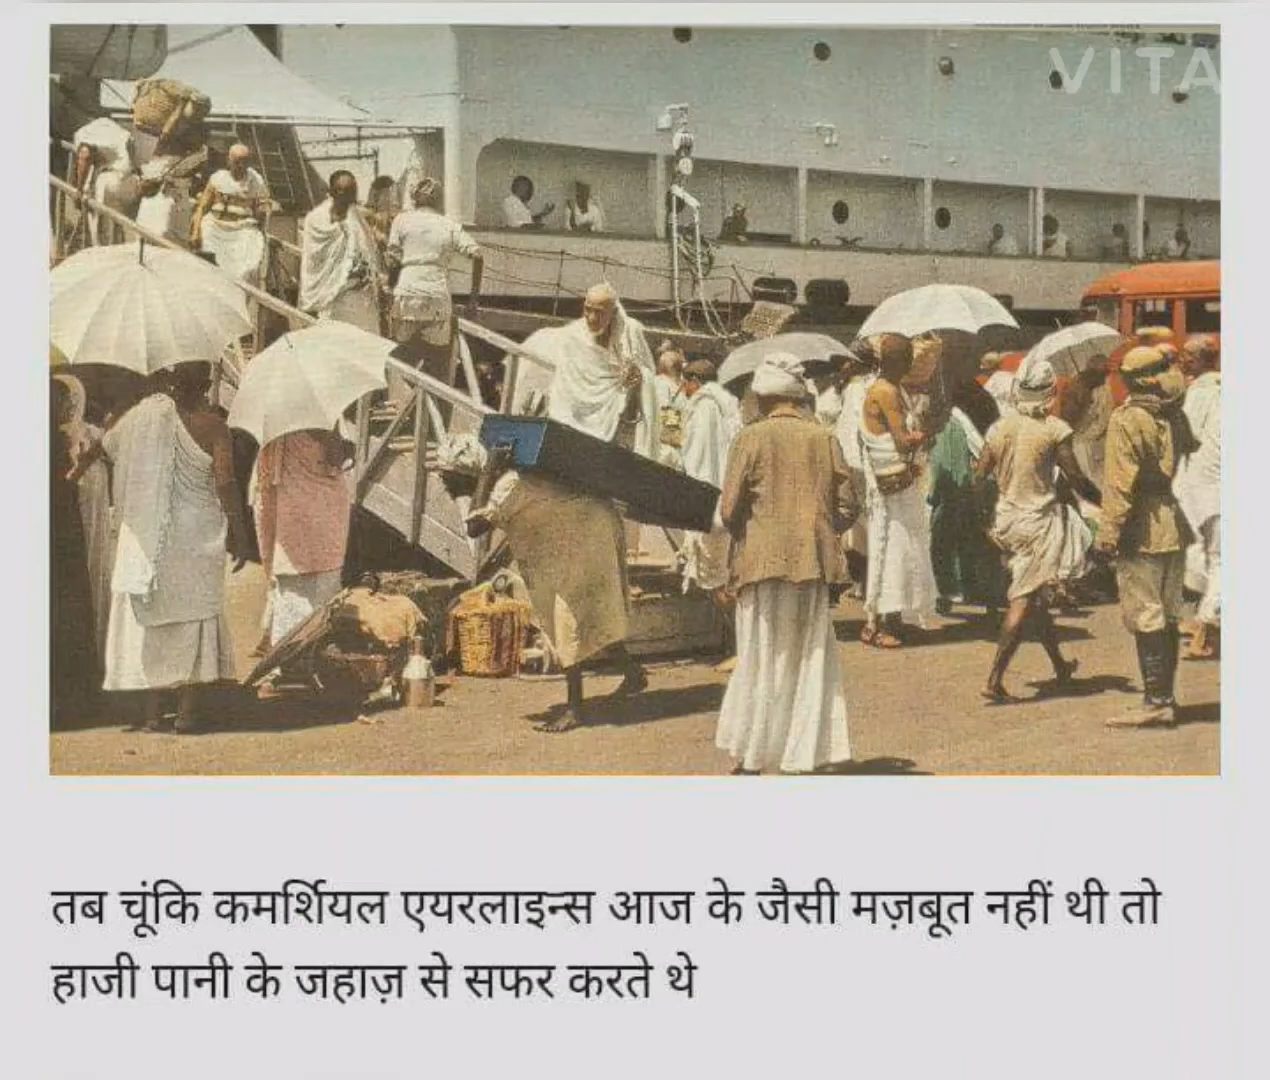 VITA
तब चूंकि कमर्शियल एयरलाइन्स आज के जैसी मज़बूत नहीं थी तो
हाजी पानी के जहाज़ से सफर करते थे